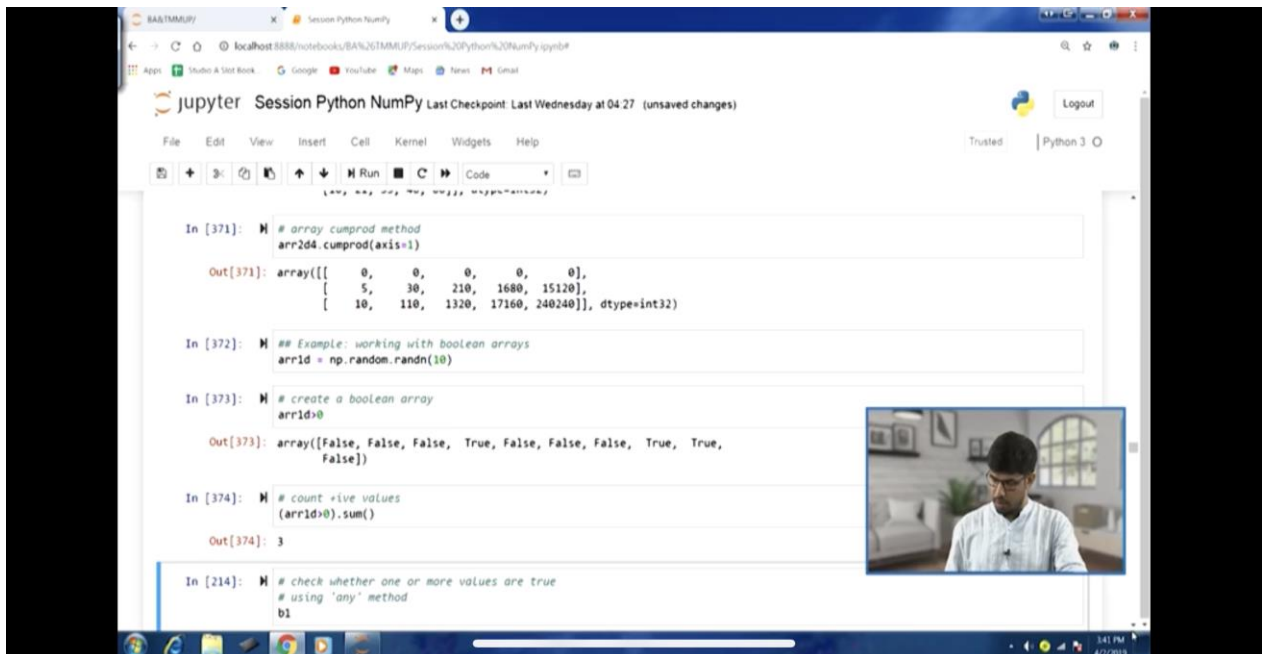 BA&TMMUP/
Session Python NumPy
localhost:8888/notebooks/BA%26TMMUP/Session%20Python%20NumPy.ipynb#
Apps Studio A Slot Book Google YouTube Maps News Gmail
jupyter Session Python NumPy Last Checkpoint: Last Wednesday at 04:27 (unsaved changes)
Logout
File Edit View Insert Cell Kernel Widgets Help
Trusted Python 3
Run Code
In [371]: # array cumprod method
arr2d4.cumprod(axis=1)
Out[371]: array([[ 0, 0, 0, 0, 0],
[ 5, 30, 210, 1680, 15120],
[ 10, 110, 1320, 17160, 240240]], dtype=int32)
In [372]: ## Example: working with boolean arrays
arr1d = np.random.randn(10)
In [373]: # create a boolean array
arr1d>0
Out[373]: array([False, False, False, True, False, False, False, True, True,
False])
In [374]: # count +ive values
(arr1d>0).sum()
Out[374]: 3
In [214]: # check whether one or more values are true
# using 'any' method
b1
3:41 PM
4/2/2019